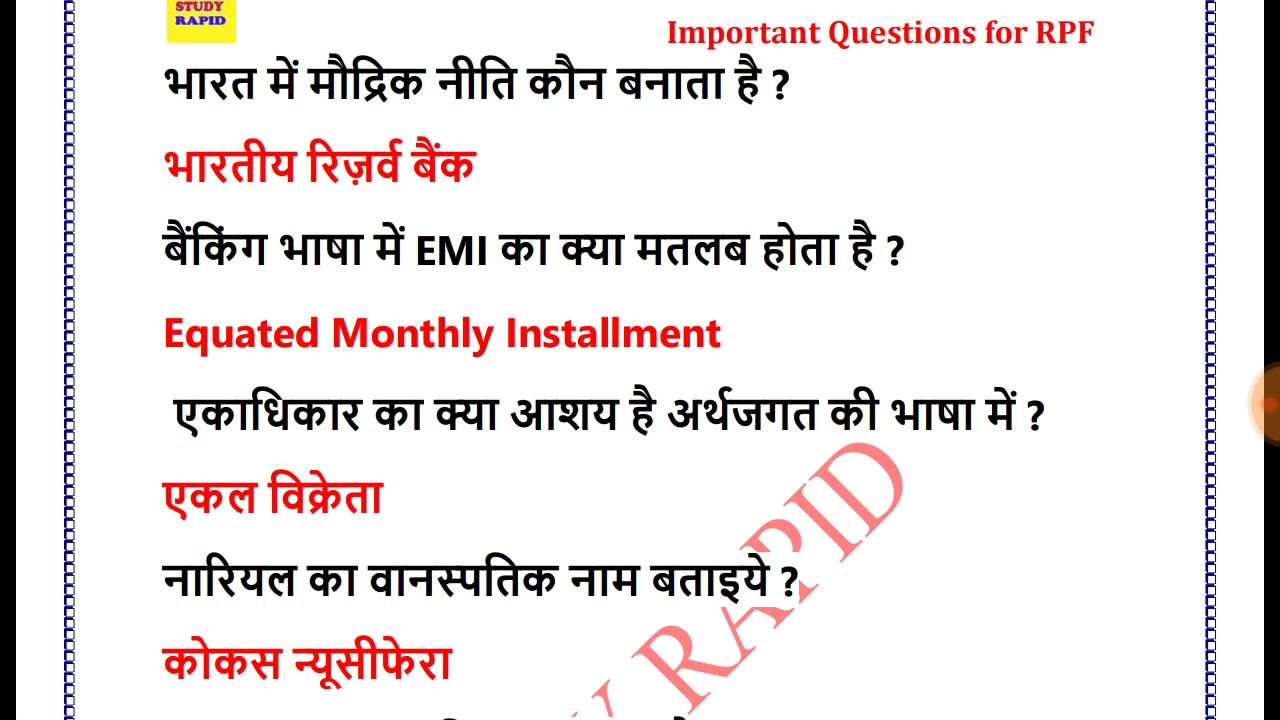 STUDY
RAPID
Important Questions for RPF
भारत में मौद्रिक नीति कौन बनाता है ?
भारतीय रिज़र्व बैंक
बैंकिंग भाषा में EMI का क्या मतलब होता है ?
Equated Monthly Installment
एकाधिकार का क्या आशय है अर्थजगत की भाषा में ?
एकल विक्रेता
नारियल का वानस्पतिक नाम बताइये ?
कोकस न्यूसीफेरा
RAPID